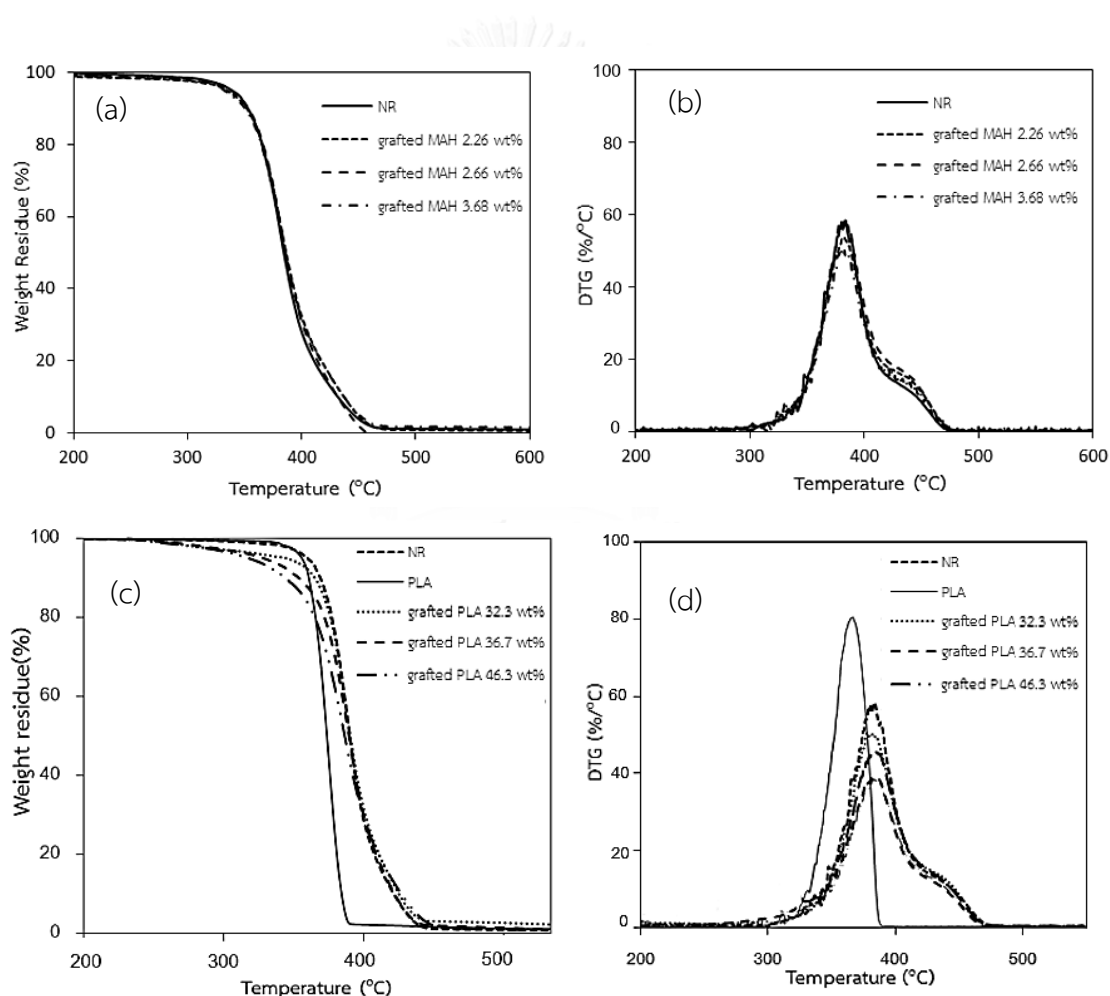 100
80
60
40
20
0
Weight Residue (%)
(a)
NR
grafted MAH 2.26 wt%
grafted MAH 2.66 wt%
grafted MAH 3.68 wt%
200
300
400
500
600
Temperature (°C)
100
80
60
40
20
0
DTG (%/°C)
(b)
NR
grafted MAH 2.26 wt%
grafted MAH 2.66 wt%
grafted MAH 3.68 wt%
200
300
400
500
600
Temperature (°C)
100
80
60
40
20
0
Weight residue(%)
(c)
NR
PLA
grafted PLA 32.3 wt%
grafted PLA 36.7 wt%
grafted PLA 46.3 wt%
200
300
400
500
Temperature (°C)
100
80
60
40
20
0
DTG (%/°C)
(d)
NR
PLA
grafted PLA 32.3 wt%
grafted PLA 36.7 wt%
grafted PLA 46.3 wt%
200
300
400
500
Temperature (°C)